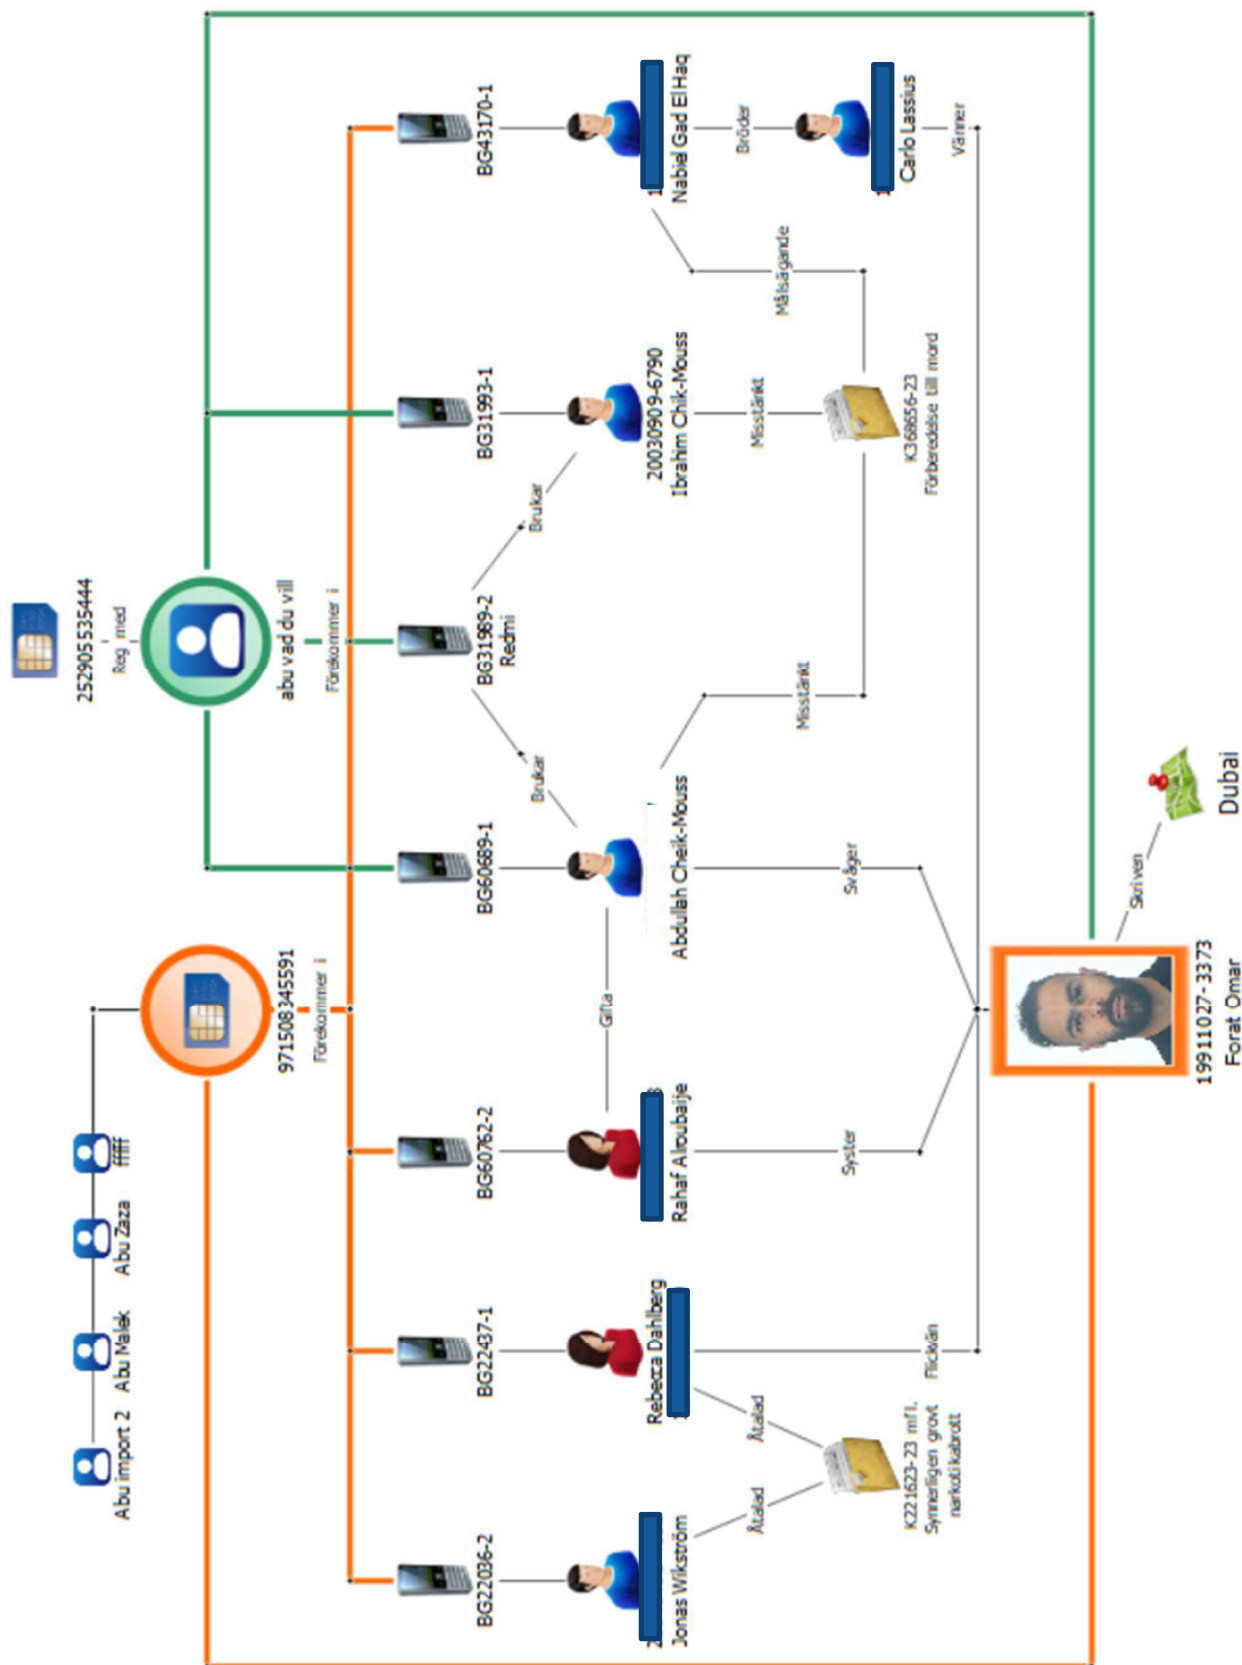 252905535444
Reg med
Abu import 2
Abu Malek
Abu Zaza
fffff
971508345591
Förekommer i
abu vad du vill
Förekommer i
BG22036-2
BG22437-1
BG60762-2
BG60689-1
BG31989-2
Redmi
BG31993-1
BG43170-1
Brukar
Brukar
Gifta
Jonas Wikström
Rebecca Dahlberg
Rahaf Alroubaije
Abdullah Cheik-Mouss
20030909-6790
Ibrahim Chik-Mouss
Nabiel Gad El Haq
Åtalad
Åtalad
Misstänkt
Misstänkt
Målsägande
Bröder
Syster
Svåger
Carlo Lassius
K221623-23 mfl.
Synnerligen grovt
narkotikabrott
Flickvän
K368656-23
Förberedelse till mord
Vänner
Skriven
19911027-3373
Forat Omar
Dubai